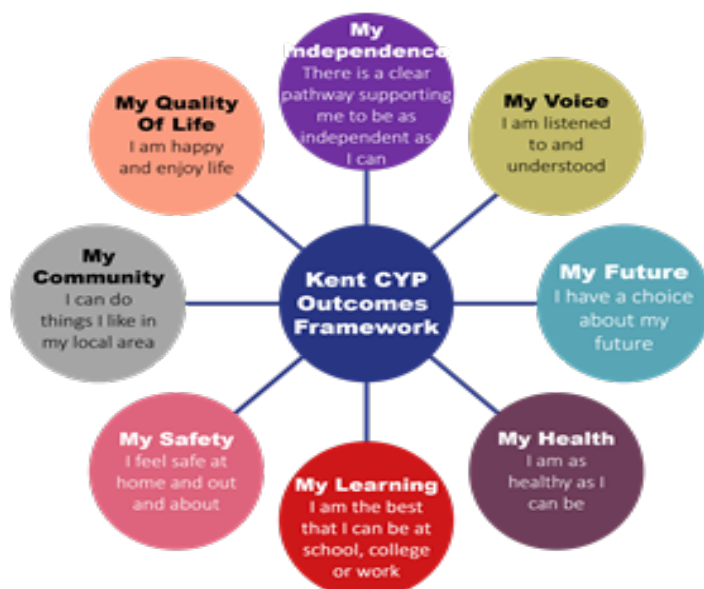 My
Independence
There is a clear
pathway supporting
me to be as
independent as
I can
My Voice
I am listened
to and
understood
My Future
I have a choice
about my
future
My Health
I am as
healthy as I
can be
My Learning
I am the best
that I can be at
school, college
or work
My Safety
I feel safe at
home and out
and about
My
Community
I can do
things I like in
my local area
My Quality
Of Life
I am happy
and enjoy life
Kent CYP
Outcomes
Framework